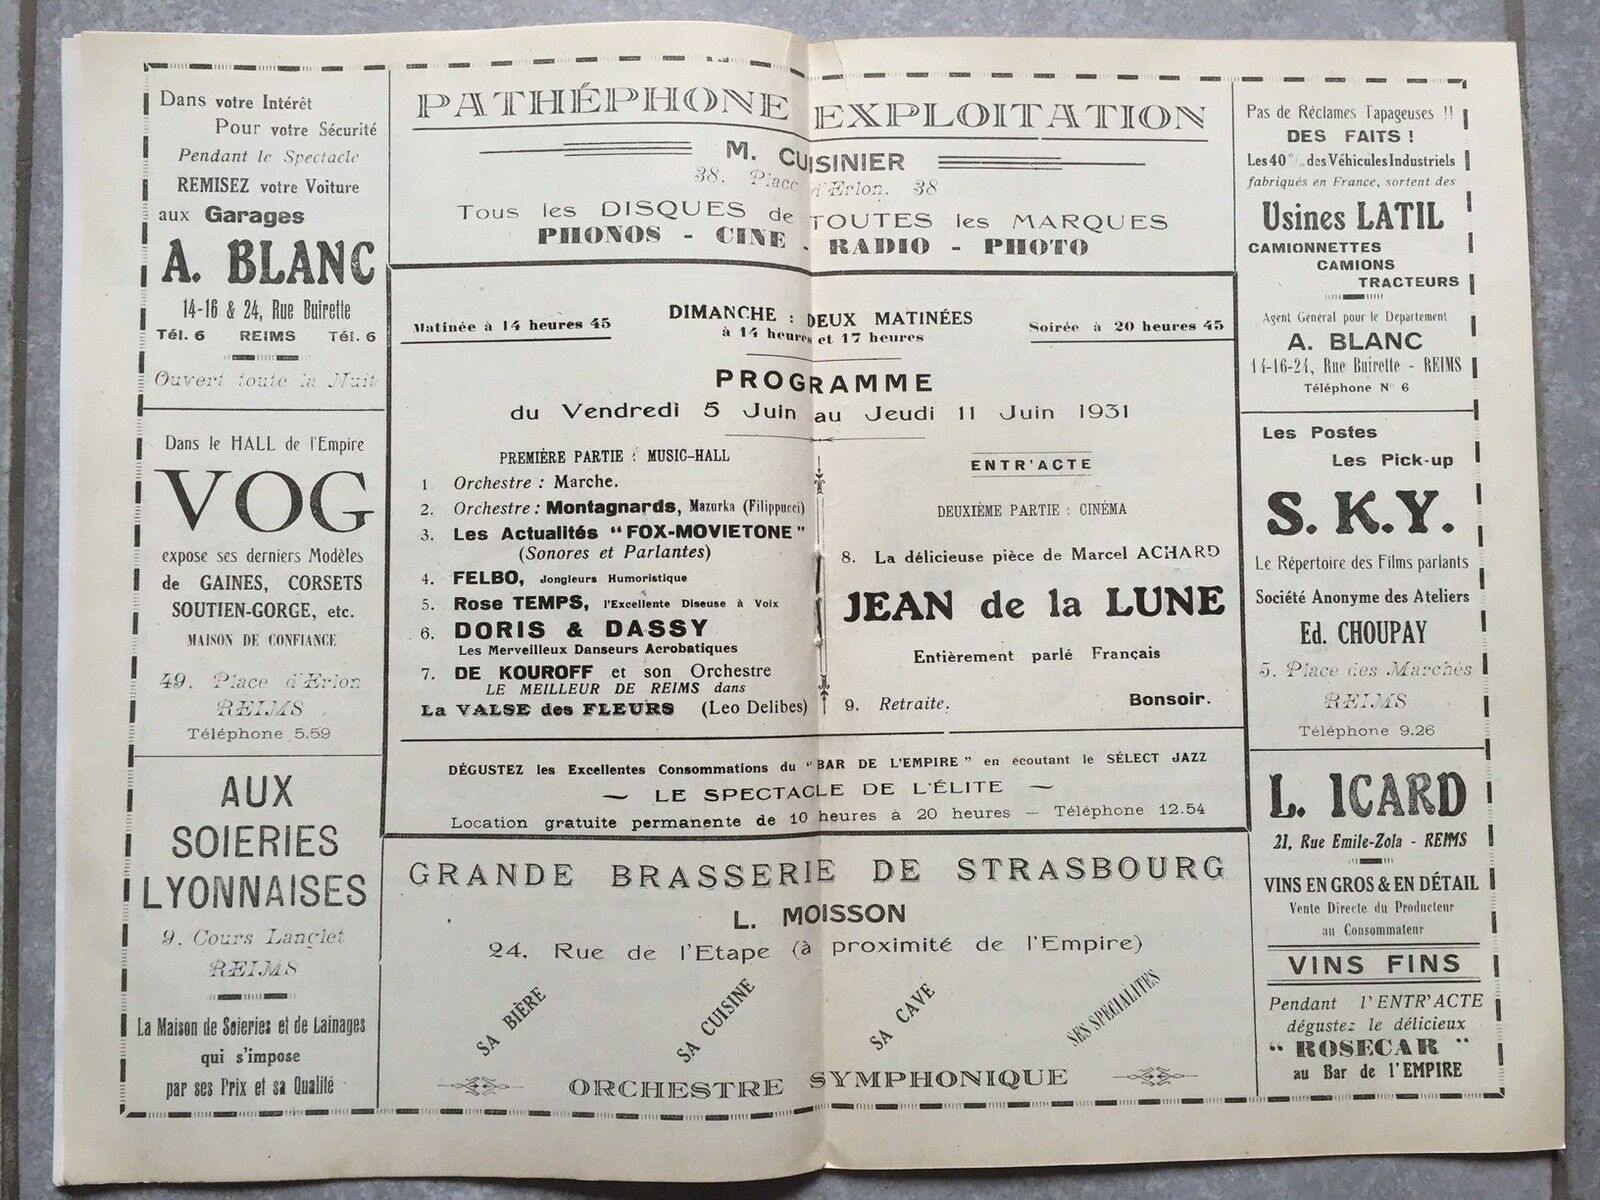 Dans votre Intérêt
Pour votre Sécurité
Pendant le Spectacle
REMISEZ votre Voiture
aux Garages
A. BLANC
14-16 & 24, Rue Buirette
Tél. 6 REIMS Tél. 6
Ouvert toute la Nuit
Dans le HALL de l'Empire
VOG
expose ses derniers Modèles
de GAINES, CORSETS
SOUTIEN-GORGE, etc.
MAISON DE CONFIANCE
49. Place d'Erlon
REIMS
Téléphone 5.59
AUX
SOIERIES
LYONNAISES
9. Cours Langlet
REIMS
La Maison de Soieries et de Lainages
qui s'impose
par ses Prix et sa Qualité
PATHÉPHONE EXPLOITATION
M. CUISINIER
38. Place d'Erlon. 38
Tous les DISQUES de TOUTES les MARQUES
PHONOS - CINE - RADIO - PHOTO
Matinée à 14 heures 45
DIMANCHE : DEUX MATINÉES
à 14 heures et 17 heures
Soirée à 20 heures 45
PROGRAMME
du Vendredi 5 Juin au Jeudi 11 Juin 1931
PREMIÈRE PARTIE : MUSIC-HALL
1. Orchestre : Marche.
2. Orchestre : Montagnards, Mazurka (Filippucci)
3. Les Actualités "FOX-MOVIETONE"
(Sonores et Parlantes)
4. FELBO, Jongleurs Humoristique
5. Rose TEMPS, l'Excellente Diseuse à Voix
6. DORIS & DASSY
Les Merveilleux Danseurs Acrobatiques
7. DE KOUROFF et son Orchestre
LE MEILLEUR DE REIMS dans
La VALSE des FLEURS (Leo Delibes)
ENTR'ACTE
DEUXIÈME PARTIE : CINÉMA
8. La délicieuse pièce de Marcel ACHARD
JEAN de la LUNE
Entièrement parlé Français
9. Retraite. Bonsoir.
DÉGUSTEZ les Excellentes Consommations du "BAR DE L'EMPIRE" en écoutant le SÉLECT JAZZ
~ LE SPECTACLE DE L'ÉLITE ~
Location gratuite permanente de 10 heures à 20 heures — Téléphone 12.54
GRANDE BRASSERIE DE STRASBOURG
L. MOISSON
24, Rue de l'Etape (à proximité de l'Empire)
SA BIÈRE
SA CUISINE
SA CAVE
SES SPÉCIALITÉS
ORCHESTRE SYMPHONIQUE
Pas de Réclames Tapageuses !!
DES FAITS !
Les 40 % des Véhicules Industriels
fabriqués en France, sortent des
Usines LATIL
CAMIONNETTES
CAMIONS
TRACTEURS
Agent Général pour le Département
A. BLANC
14-16-24, Rue Buirette - REIMS
Téléphone N° 6
Les Postes
Les Pick-up
S. K. Y.
Le Répertoire des Films parlants
Société Anonyme des Ateliers
Ed. CHOUPAY
5. Place des Marchés
REIMS
Téléphone 9.26
L. ICARD
21, Rue Emile-Zola - REIMS
VINS EN GROS & EN DÉTAIL
Vente Directe du Producteur
au Consommateur
VINS FINS
Pendant l'ENTR'ACTE
dégustez le délicieux
"ROSECAR"
au Bar de l'EMPIRE